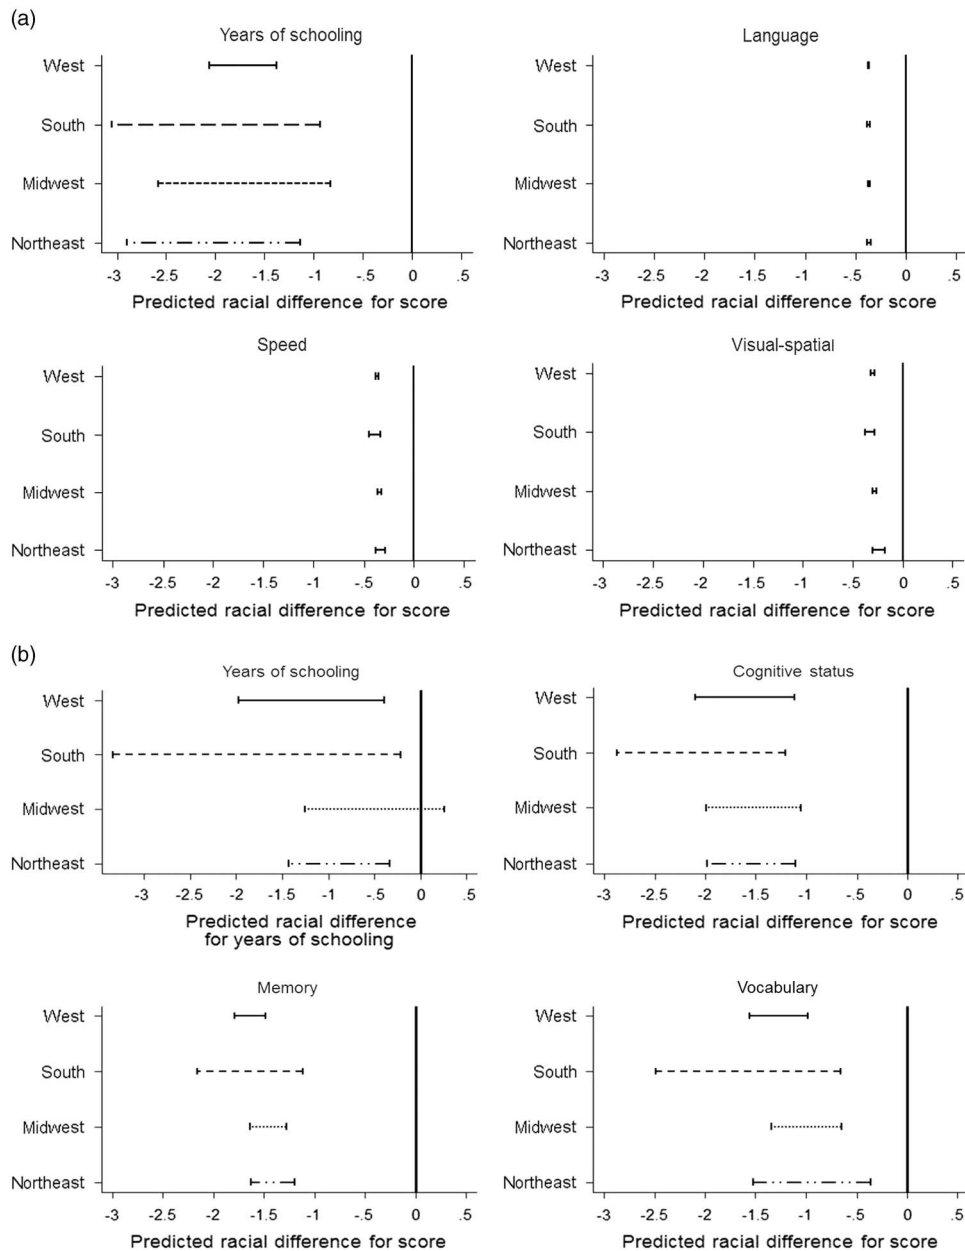 (a)
Years of schooling
West
South
Midwest
Northeast
-3 -2.5 -2 -1.5 -1 -.5 0 .5
Predicted racial difference for score
Language
West
South
Midwest
Northeast
-3 -2.5 -2 -1.5 -1 -.5 0 .5
Predicted racial difference for score
Speed
West
South
Midwest
Northeast
-3 -2.5 -2 -1.5 -1 -.5 0 .5
Predicted racial difference for score
Visual-spatial
West
South
Midwest
Northeast
-3 -2.5 -2 -1.5 -1 -.5 0 .5
Predicted racial difference for score
(b)
Years of schooling
West
South
Midwest
Northeast
-3 -2.5 -2 -1.5 -1 -.5 0 .5
Predicted racial difference
for years of schooling
Cognitive status
West
South
Midwest
Northeast
-3 -2.5 -2 -1.5 -1 -.5 0 .5
Predicted racial difference for score
Memory
West
South
Midwest
Northeast
-3 -2.5 -2 -1.5 -1 -.5 0 .5
Predicted racial difference for score
Vocabulary
West
South
Midwest
Northeast
-3 -2.5 -2 -1.5 -1 -.5 0 .5
Predicted racial difference for score